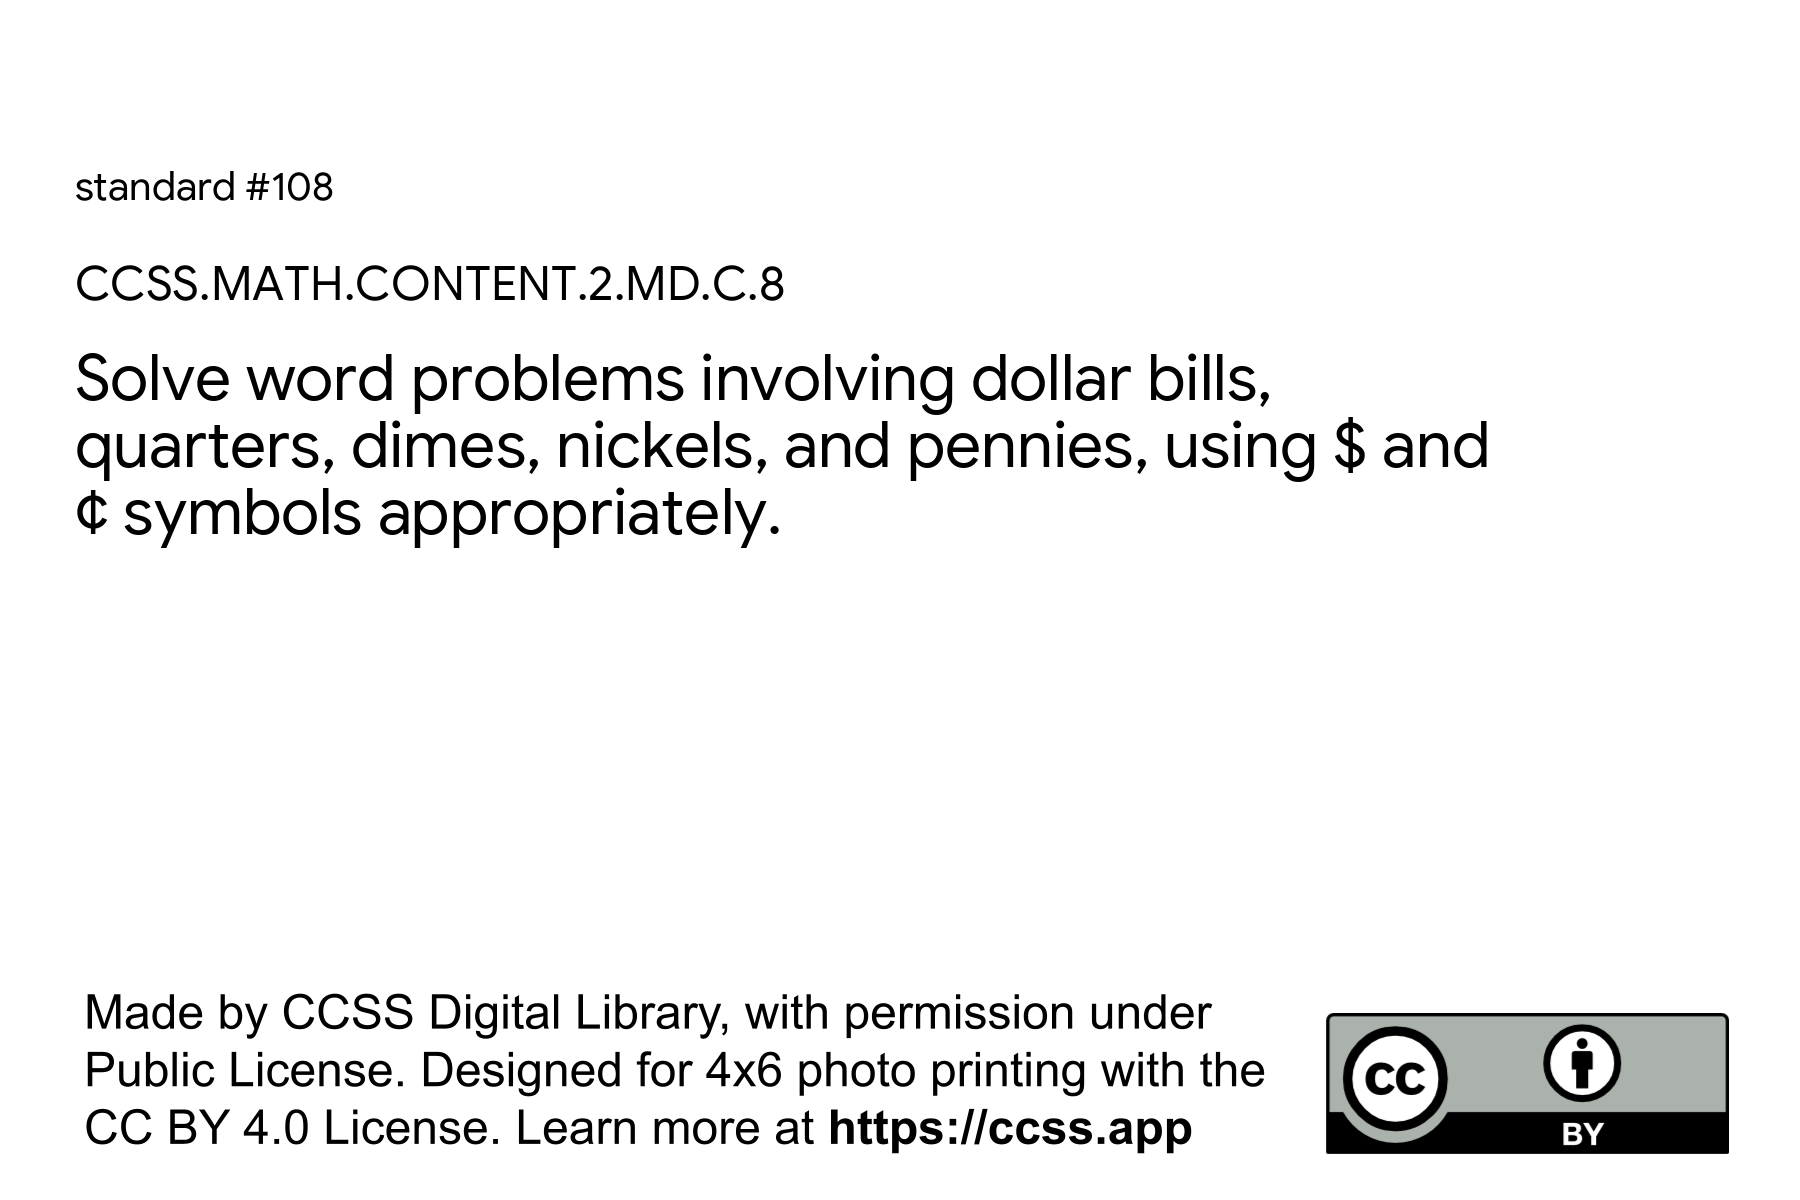 standard #108
CCSS.MATH.CONTENT.2.MD.C.8
Solve word problems involving dollar bills,
quarters, dimes, nickels, and pennies, using $ and
¢ symbols appropriately.
Made by CCSS Digital Library, with permission under
Public License. Designed for 4x6 photo printing with the
CC BY 4.0 License. Learn more at https://ccss.app
CC
BY